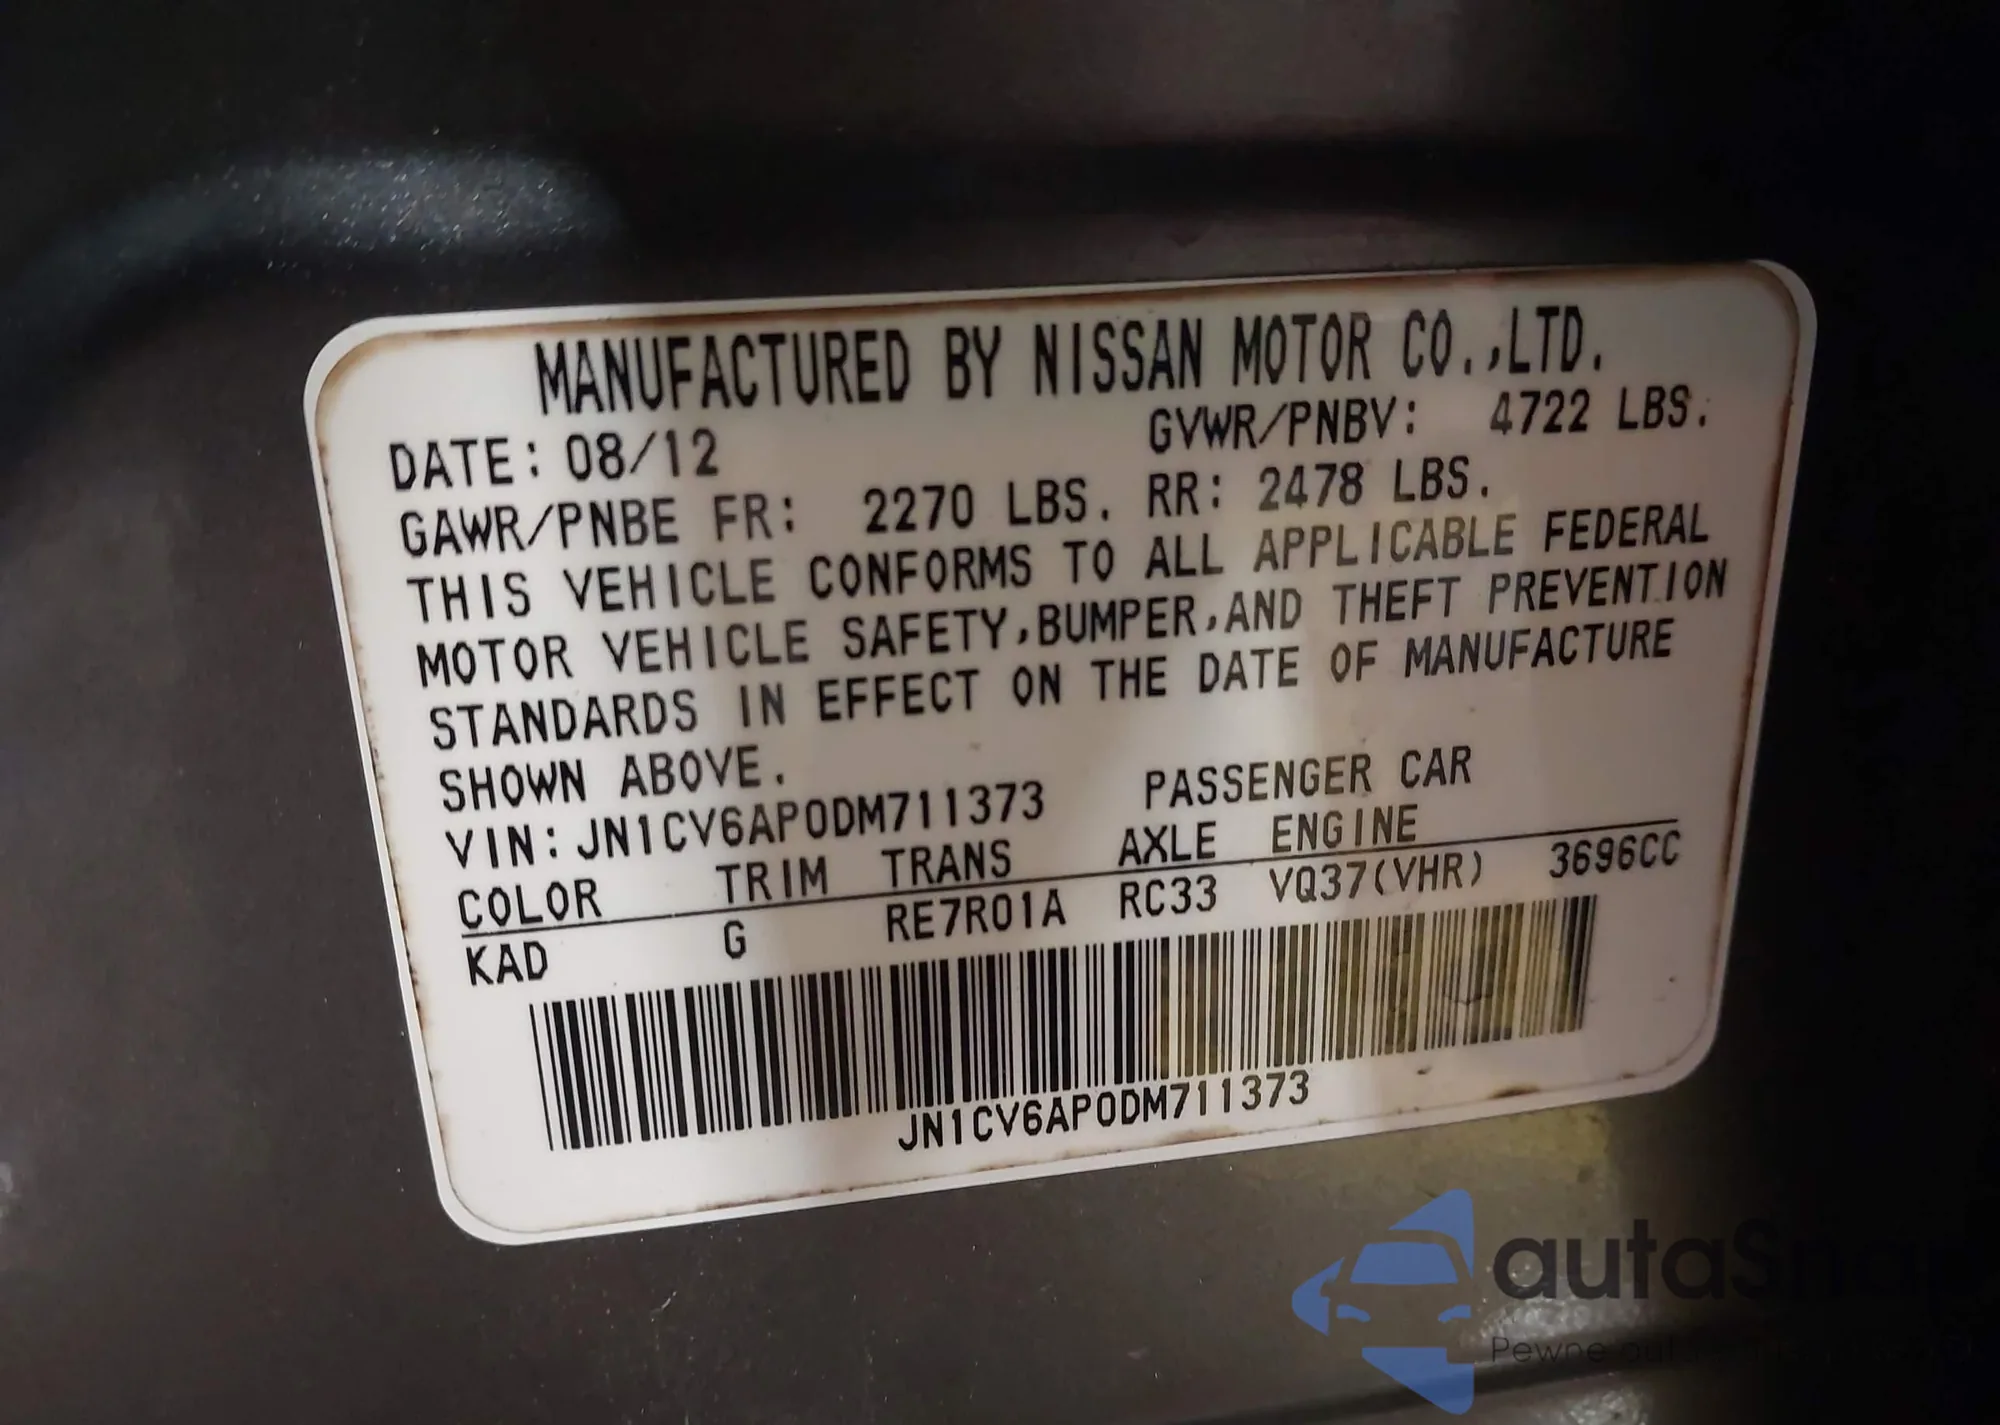 MANUFACTURED BY NISSAN MOTOR CO.,LTD.
DATE: 08/12 GVWR/PNBV: 4722 LBS.
GAWR/PNBE FR: 2270 LBS. RR: 2478 LBS.
THIS VEHICLE CONFORMS TO ALL APPLICABLE FEDERAL
MOTOR VEHICLE SAFETY,BUMPER,AND THEFT PREVENTION
STANDARDS IN EFFECT ON THE DATE OF MANUFACTURE
SHOWN ABOVE.
VIN: JN1CV6AP0DM711373 PASSENGER CAR
COLOR TRIM TRANS AXLE ENGINE
KAD G RE7R01A RC33 VQ37(VHR) 3696CC
JN1CV6AP0DM711373
autaSnap
Pewne